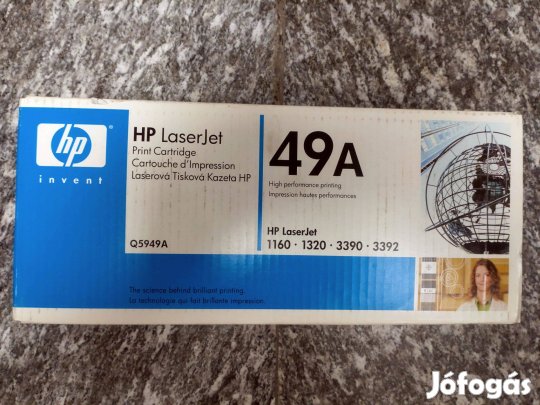 hp
invent
HP LaserJet
Print Cartridge
Cartouche d'Impression
Laserová Tisková Kazeta HP
Q5949A
49A
High performance printing
Impression hautes performances
HP LaserJet
1160 · 1320 · 3390 · 3392
The science behind brilliant printing.
La technologie qui fait brillante impression.
Jófogás